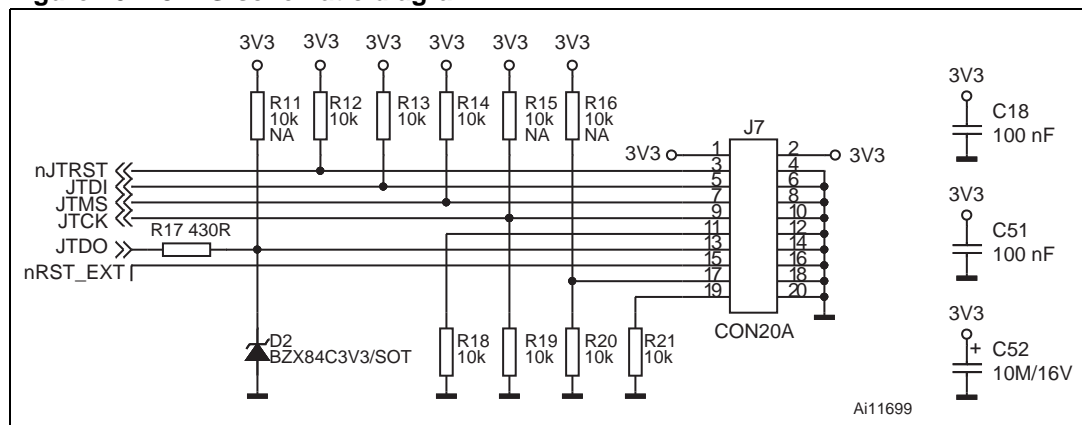 3V3 3V3 3V3 3V3 3V3 3V3
R11 10k NA
R12 10k
R13 10k
R14 10k
R15 10k NA
R16 10k NA
nJTRST
JTDI
JTMS
JTCK
JTDO
R17 430R
nRST_EXT
D2
BZX84C3V3/SOT
R18 10k
R19 10k
R20 10k
R21 10k
J7
3V3 1 2 3V3
3 4
5 6
7 8
9 10
11 12
13 14
15 16
17 18
19 20
CON20A
3V3
C18
100 nF
3V3
C51
100 nF
3V3
+ C52
10M/16V
Ai11699